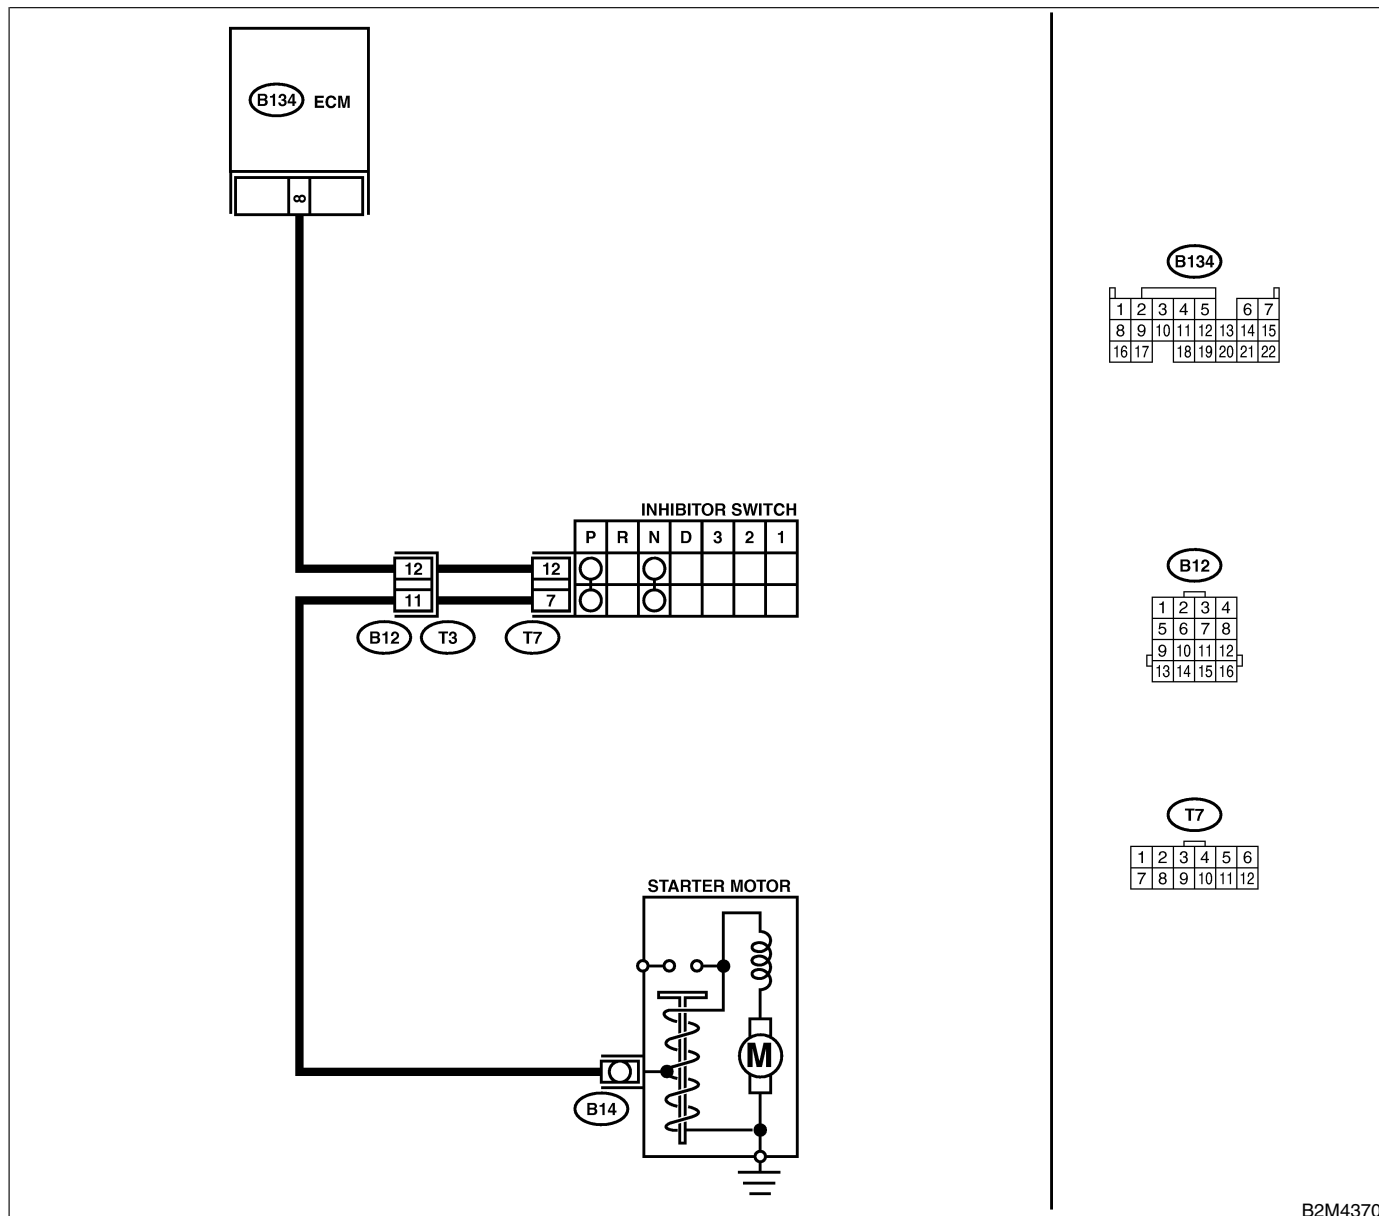 B134 ECM
8
INHIBITOR SWITCH
P R N D 3 2 1
12 12
11 7
B12 T3 T7
STARTER MOTOR
M
B14
B134
1 2 3 4 5 6 7
8 9 10 11 12 13 14 15
16 17 18 19 20 21 22
B12
1 2 3 4
5 6 7 8
9 10 11 12
13 14 15 16
T7
1 2 3 4 5 6
7 8 9 10 11 12
B2M4370